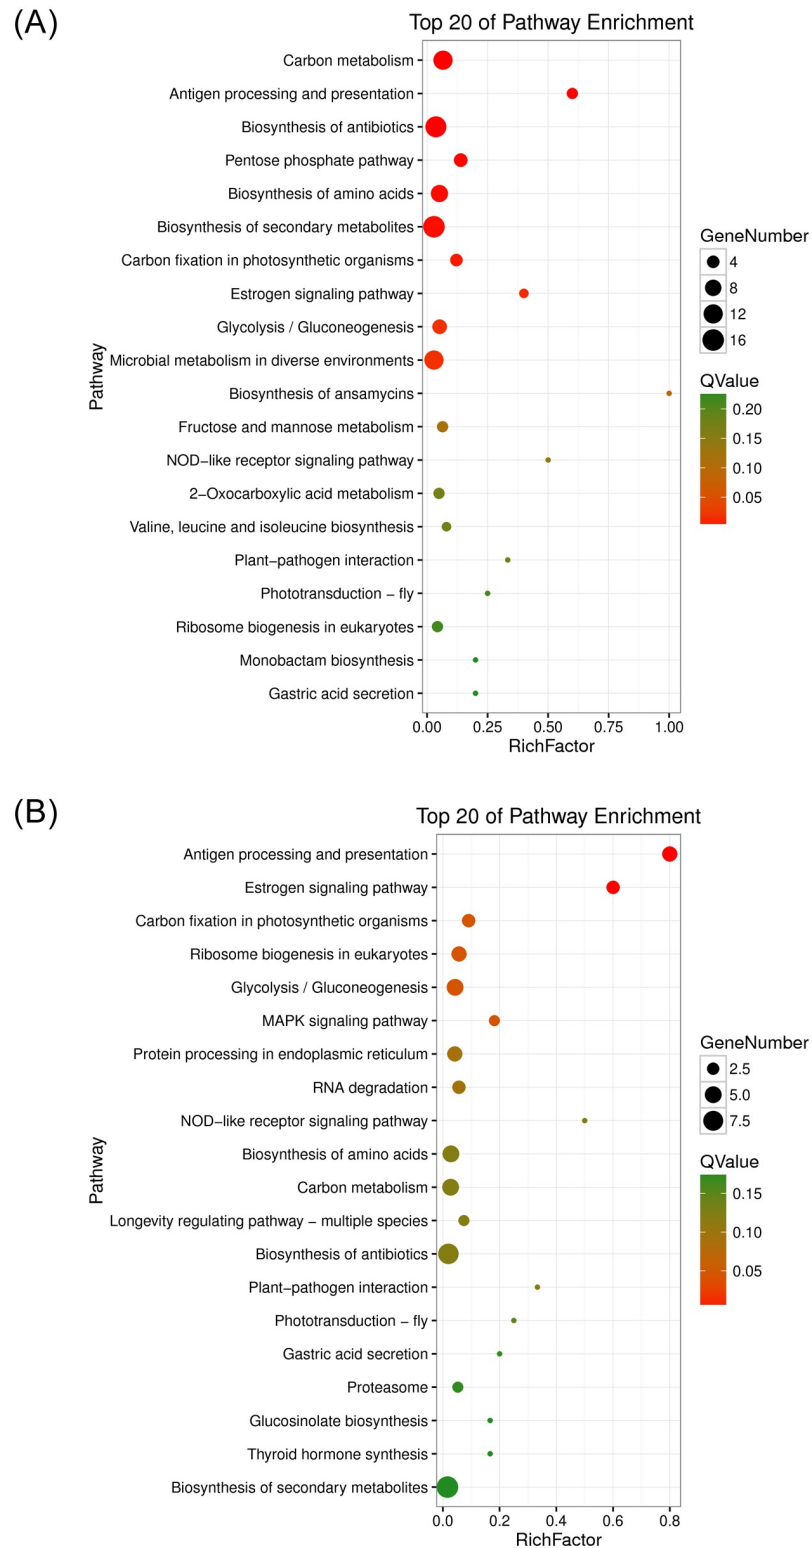 (A)
Top 20 of Pathway Enrichment
Carbon metabolism
Antigen processing and presentation
Biosynthesis of antibiotics
Pentose phosphate pathway
Biosynthesis of amino acids
Biosynthesis of secondary metabolites
Carbon fixation in photosynthetic organisms
Estrogen signaling pathway
Glycolysis / Gluconeogenesis
Microbial metabolism in diverse environments
Biosynthesis of ansamycins
Fructose and mannose metabolism
NOD−like receptor signaling pathway
2−Oxocarboxylic acid metabolism
Valine, leucine and isoleucine biosynthesis
Plant−pathogen interaction
Phototransduction − fly
Ribosome biogenesis in eukaryotes
Monobactam biosynthesis
Gastric acid secretion
Pathway
0.00 0.25 0.50 0.75 1.00
RichFactor
GeneNumber
4
8
12
16
QValue
0.20
0.15
0.10
0.05
(B)
Top 20 of Pathway Enrichment
Antigen processing and presentation
Estrogen signaling pathway
Carbon fixation in photosynthetic organisms
Ribosome biogenesis in eukaryotes
Glycolysis / Gluconeogenesis
MAPK signaling pathway
Protein processing in endoplasmic reticulum
RNA degradation
NOD−like receptor signaling pathway
Biosynthesis of amino acids
Carbon metabolism
Longevity regulating pathway − multiple species
Biosynthesis of antibiotics
Plant−pathogen interaction
Phototransduction − fly
Gastric acid secretion
Proteasome
Glucosinolate biosynthesis
Thyroid hormone synthesis
Biosynthesis of secondary metabolites
Pathway
0.0 0.2 0.4 0.6 0.8
RichFactor
GeneNumber
2.5
5.0
7.5
QValue
0.15
0.10
0.05